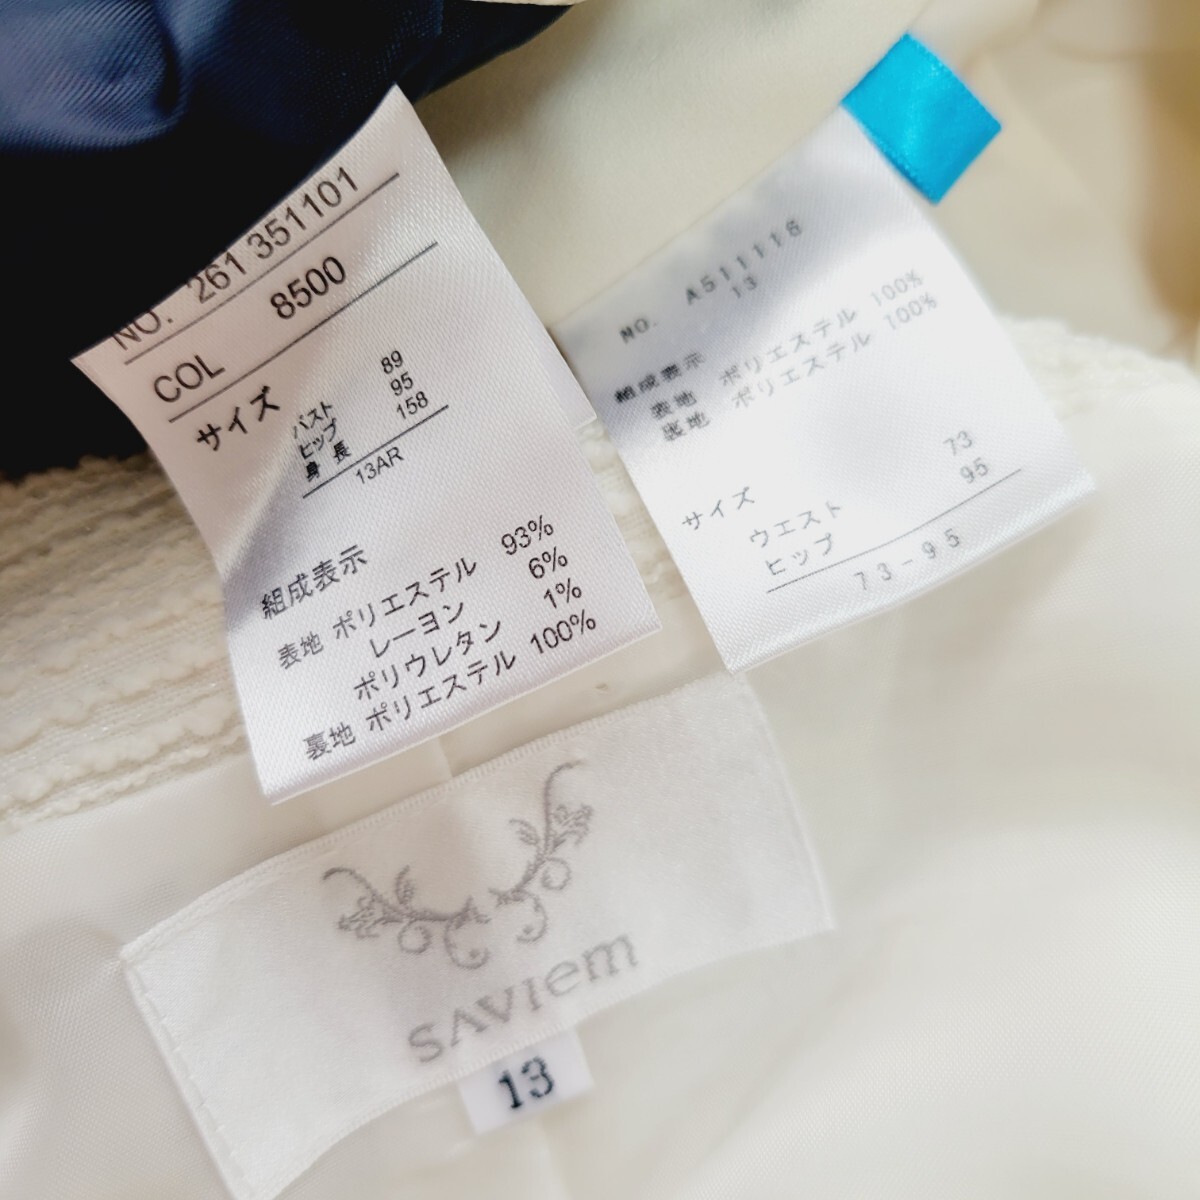 NO. 261 351101
COL 8500
サイズ
バスト 89
ヒップ 95
身長 158
13AR
組成表示
表地 ポリエステル 93%
レーヨン 6%
ポリウレタン 1%
裏地 ポリエステル 100%
NO. A511116
13
組成表示
表地 ポリエステル 100%
裏地 ポリエステル 100%
サイズ
ウエスト 73
ヒップ 95
73-95
SAVIEM
13